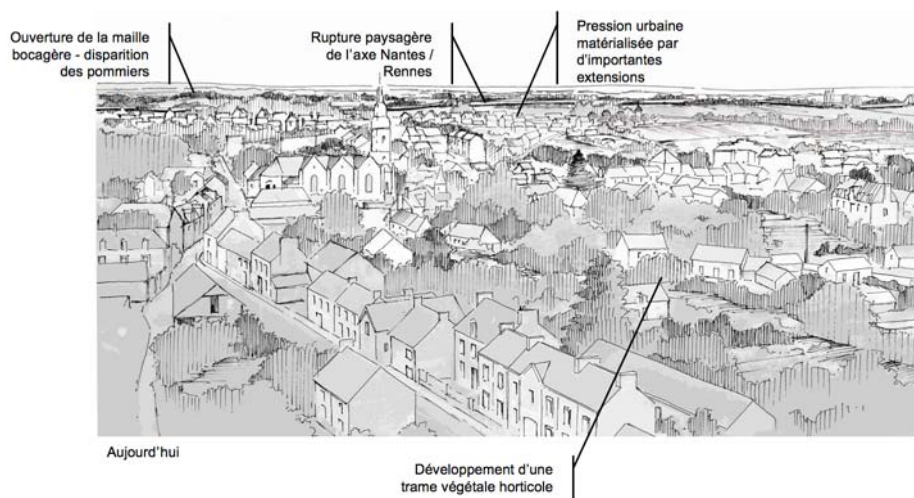 Ouverture de la maille
bocagère - disparition
des pommiers
Rupture paysagère
de l'axe Nantes /
Rennes
Pression urbaine
matérialisée par
d'importantes
extensions
Aujourd'hui
Développement d'une
trame végétale horticole